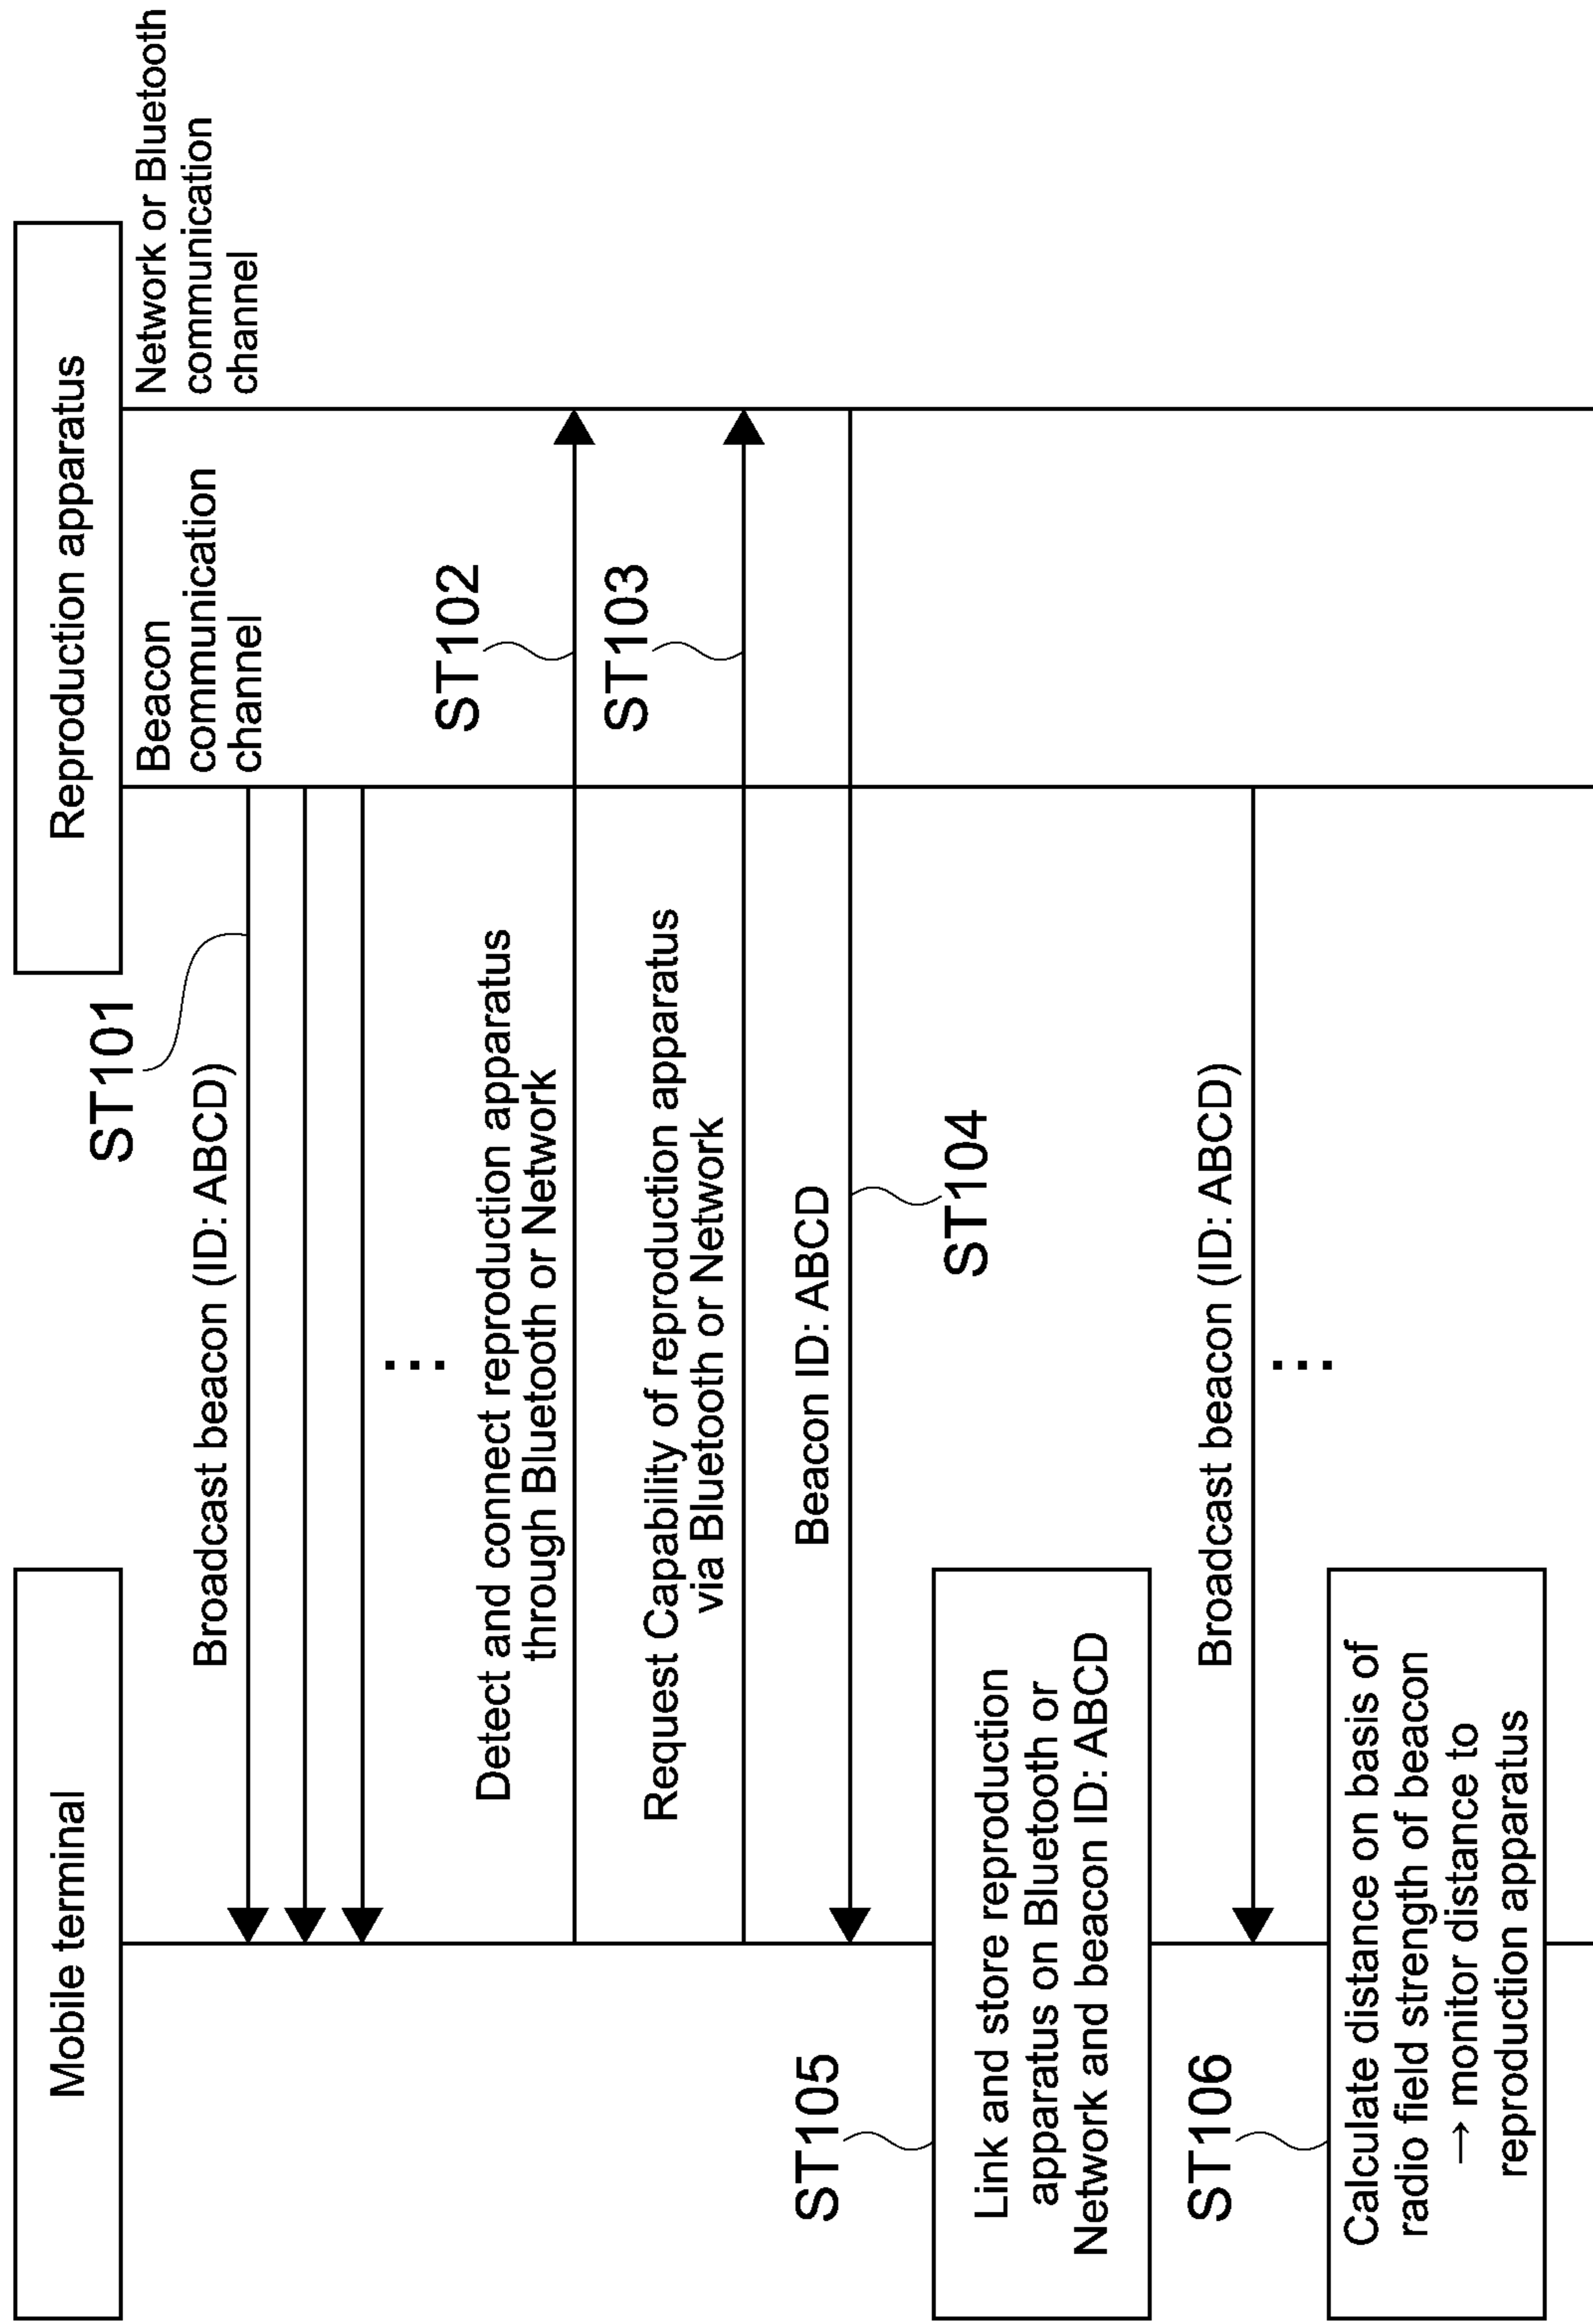 Mobile terminal
Reproduction apparatus
Beacon
communication
channel
Network or Bluetooth
communication
channel
ST101
Broadcast beacon (ID: ABCD)
...
ST102
Detect and connect reproduction apparatus
through Bluetooth or Network
ST103
Request Capability of reproduction apparatus
via Bluetooth or Network
Beacon ID: ABCD
ST104
ST105
Link and store reproduction
apparatus on Bluetooth or
Network and beacon ID: ABCD
Broadcast beacon (ID: ABCD)
...
ST106
Calculate distance on basis of
radio field strength of beacon
→ monitor distance to
reproduction apparatus